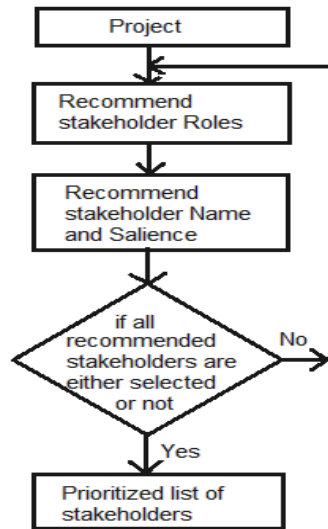 Project
Recommend
stakeholder Roles
Recommend
stakeholder Name
and Salience
if all
recommended
stakeholders are
either selected
or not
No
Yes
Prioritized list of
stakeholders